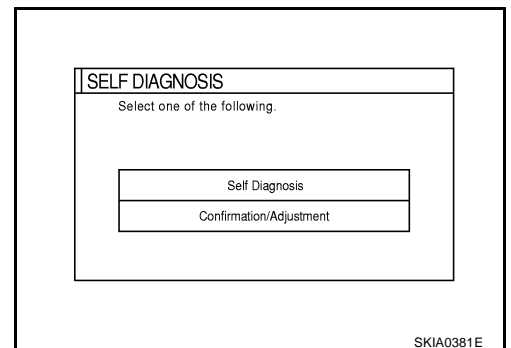 SELF DIAGNOSIS
Select one of the following.
Self Diagnosis
Confirmation/Adjustment
SKIA0381E